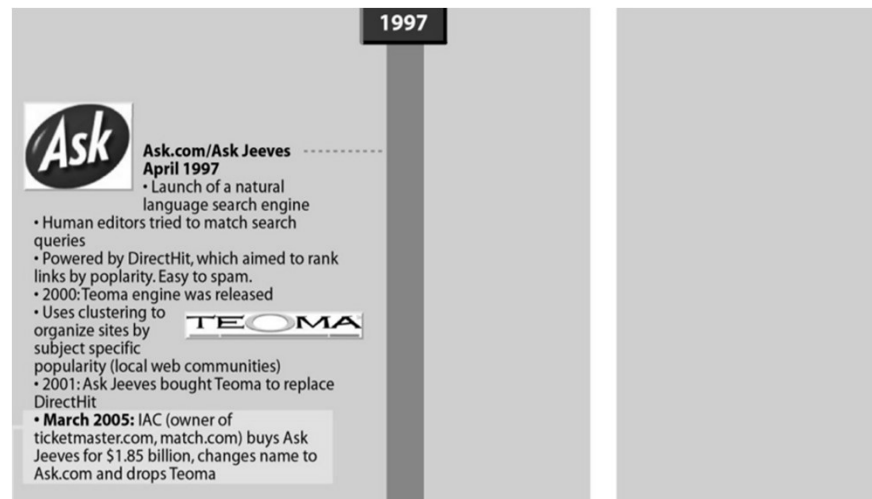 1997
Ask
Ask.com/Ask Jeeves
April 1997
• Launch of a natural
language search engine
• Human editors tried to match search
queries
• Powered by DirectHit, which aimed to rank
links by poplarity. Easy to spam.
• 2000: Teoma engine was released
• Uses clustering to
organize sites by
subject specific
popularity (local web communities)
TEOMA
• 2001: Ask Jeeves bought Teoma to replace
DirectHit
• March 2005: IAC (owner of
ticketmaster.com, match.com) buys Ask
Jeeves for $1.85 billion, changes name to
Ask.com and drops Teoma